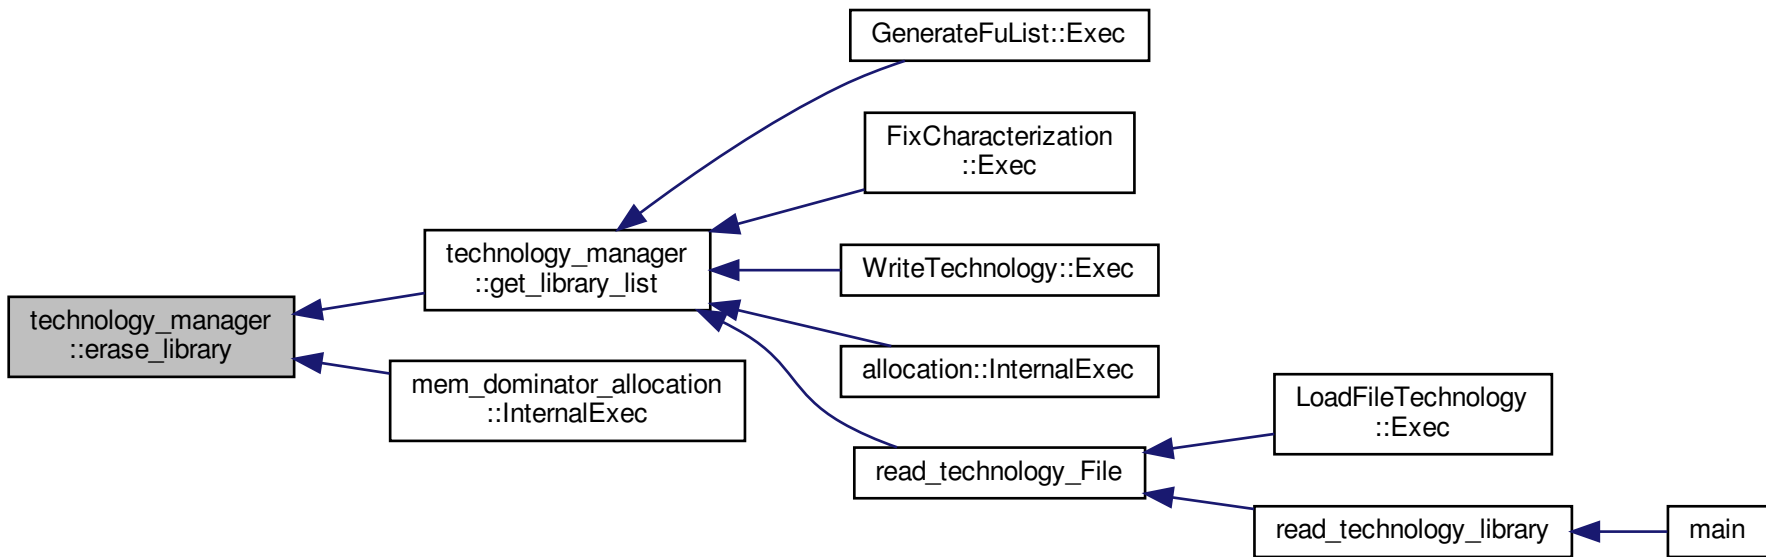 GenerateFuList::Exec
FixCharacterization
::Exec
technology_manager
::get_library_list
WriteTechnology::Exec
technology_manager
::erase_library
allocation::InternalExec
mem_dominator_allocation
::InternalExec
LoadFileTechnology
::Exec
read_technology_File
read_technology_library
main